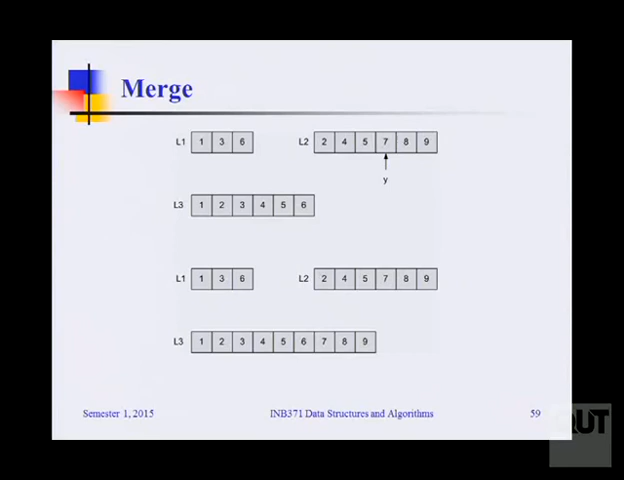 Merge
L1 1 3 6 L2 2 4 5 7 8 9
y
L3 1 2 3 4 5 6
L1 1 3 6 L2 2 4 5 7 8 9
L3 1 2 3 4 5 6 7 8 9
Semester 1, 2015 INB371 Data Structures and Algorithms 59
QUT